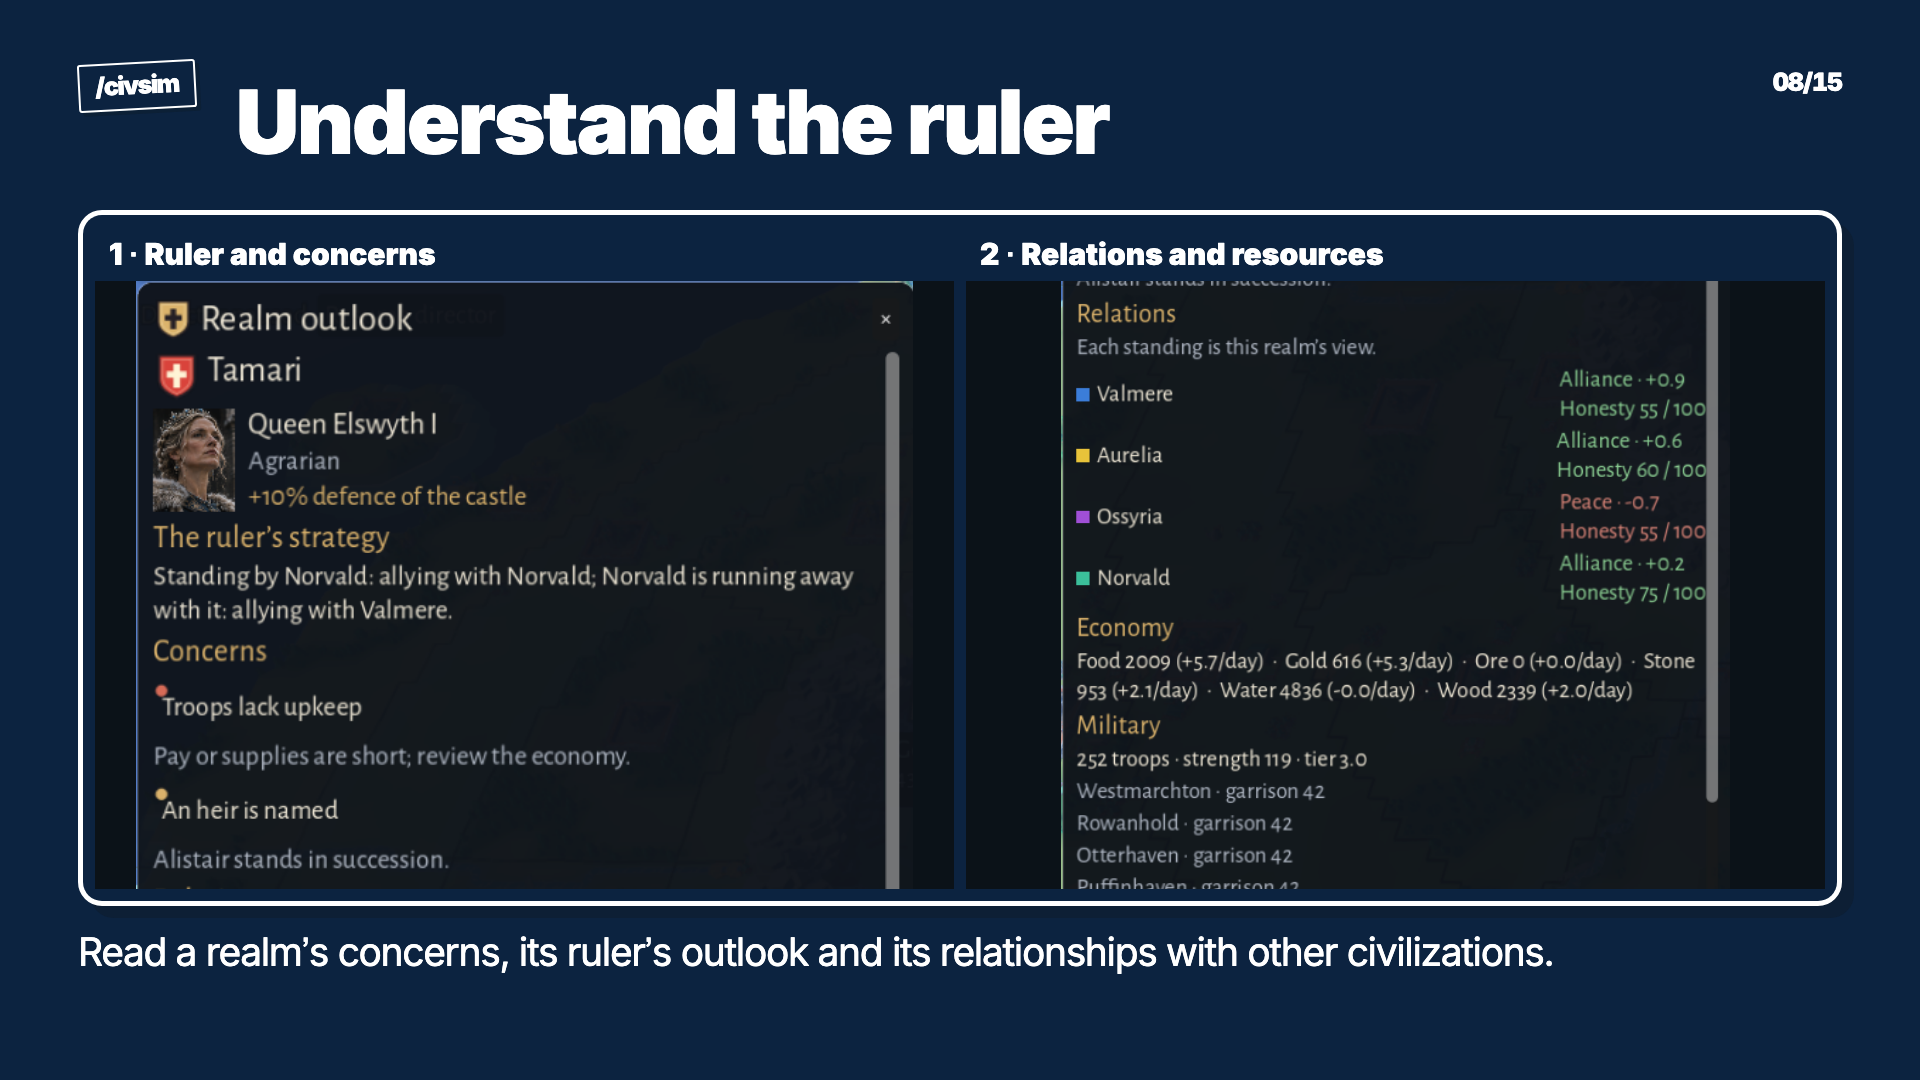 /civsim
Understand the ruler
08/15
1 · Ruler and concerns
Realm outlook
×
Tamari
Queen Elswyth I
Agrarian
+10% defence of the castle
The ruler’s strategy
Standing by Norvald: allying with Norvald; Norvald is running away
with it: allying with Valmere.
Concerns
Troops lack upkeep
Pay or supplies are short; review the economy.
An heir is named
Alistair stands in succession.
2 · Relations and resources
Alistair stands in succession.
Relations
Each standing is this realm's view.
Valmere
Alliance · +0.9
Honesty 55 / 100
Aurelia
Alliance · +0.6
Honesty 60 / 100
Ossyria
Peace · -0.7
Honesty 55 / 100
Norvald
Alliance · +0.2
Honesty 75 / 100
Economy
Food 2009 (+5.7/day) · Gold 616 (+5.3/day) · Ore 0 (+0.0/day) · Stone
953 (+2.1/day) · Water 4836 (-0.0/day) · Wood 2339 (+2.0/day)
Military
252 troops · strength 119 · tier 3.0
Westmarchton · garrison 42
Rowanhold · garrison 42
Otterhaven · garrison 42
Puffinhaven · garrison 42
Read a realm’s concerns, its ruler’s outlook and its relationships with other civilizations.